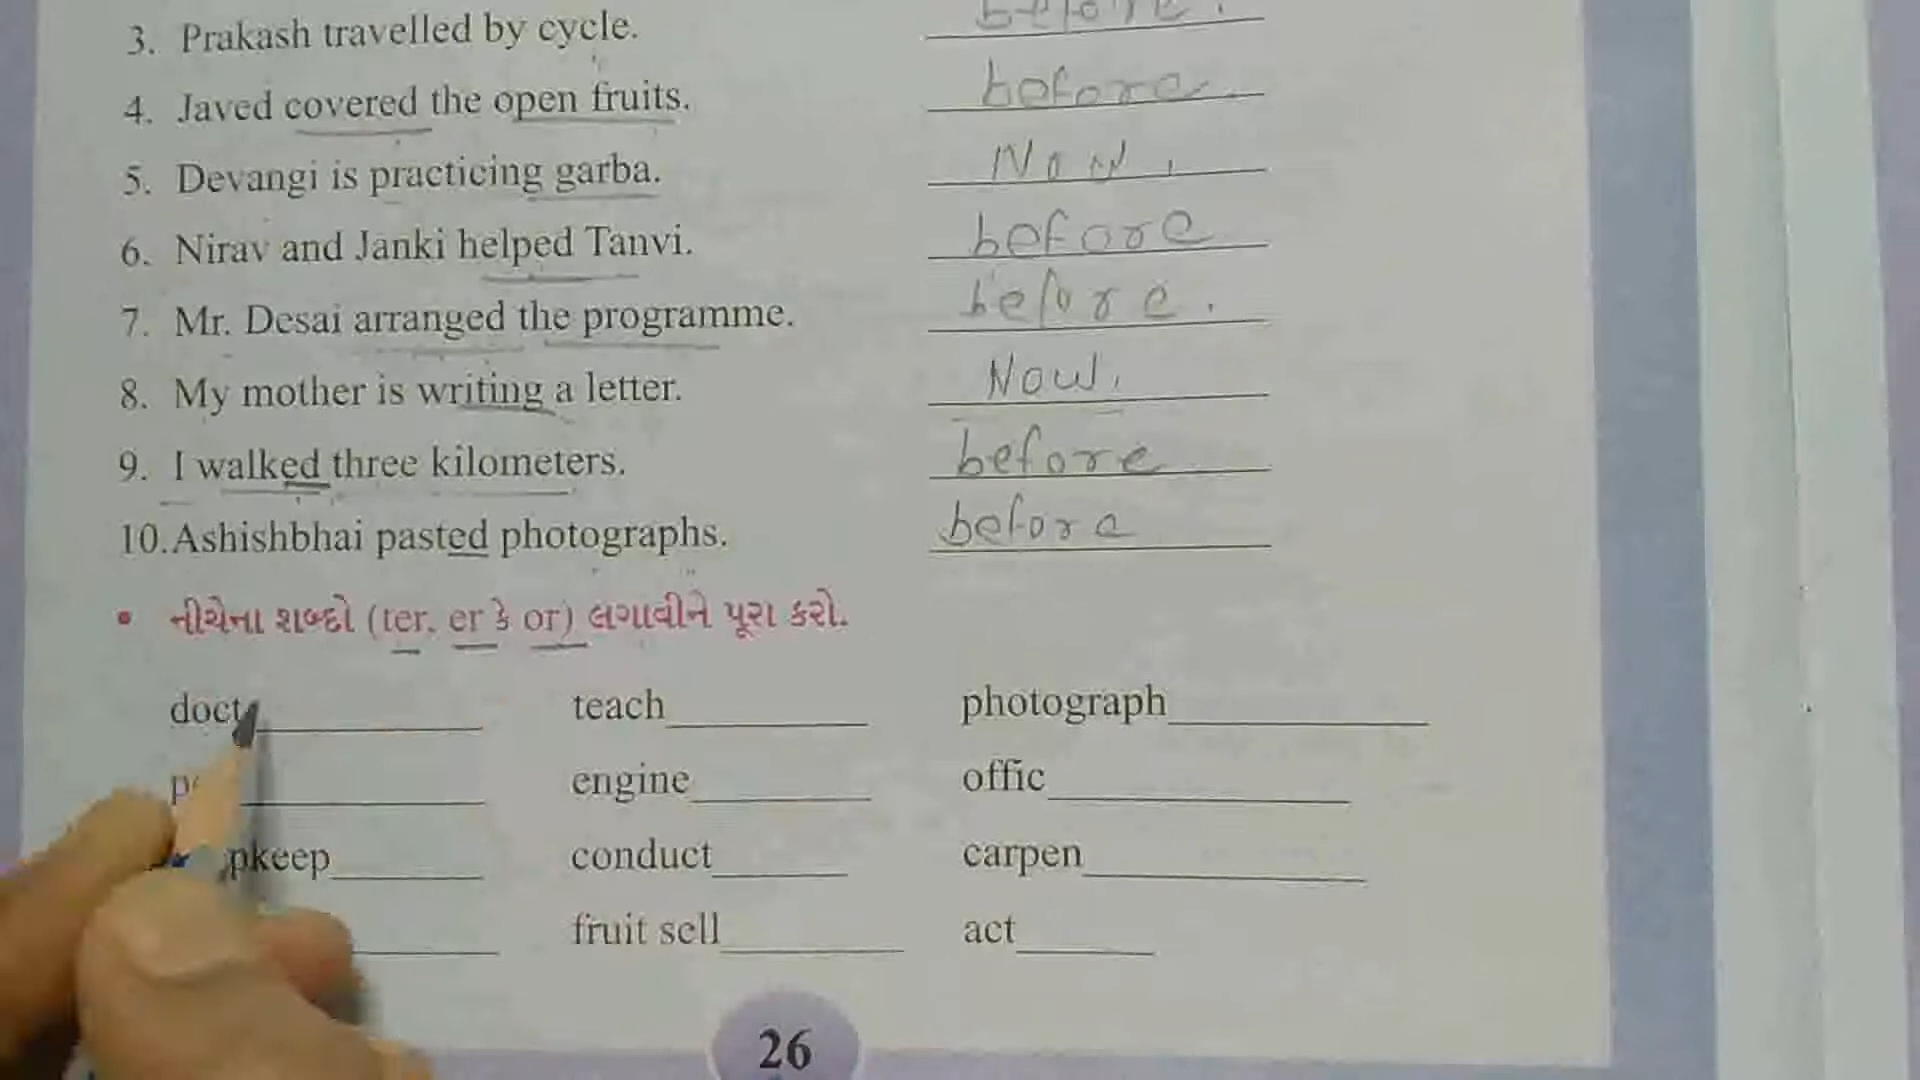 3. Prakash travelled by cycle. before.
4. Javed covered the open fruits. before.
5. Devangi is practicing garba. Now.
6. Nirav and Janki helped Tanvi. before
7. Mr. Desai arranged the programme. before.
8. My mother is writing a letter. Now.
9. I walked three kilometers. before
10.Ashishbhai pasted photographs. before
• નીચેના શબ્દો (ter, er કે or) લગાવીને પૂરા કરો.
doct teach photograph
engine offic
pkeep conduct carpen
fruit sell act
26